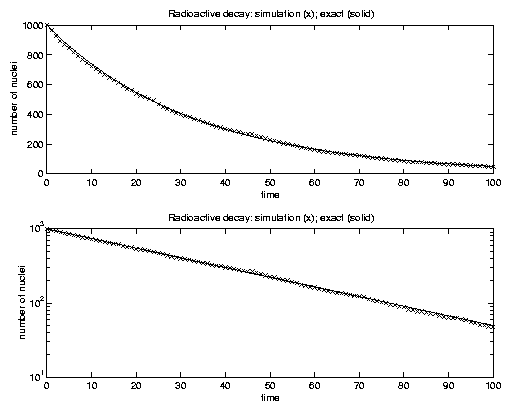 Radioactive decay: simulation (x); exact (solid)
1000
800
600
400
200
0
number of nuclei
0 10 20 30 40 50 60 70 80 90 100
time
Radioactive decay: simulation (x); exact (solid)
10³
10²
10¹
number of nuclei
0 10 20 30 40 50 60 70 80 90 100
time